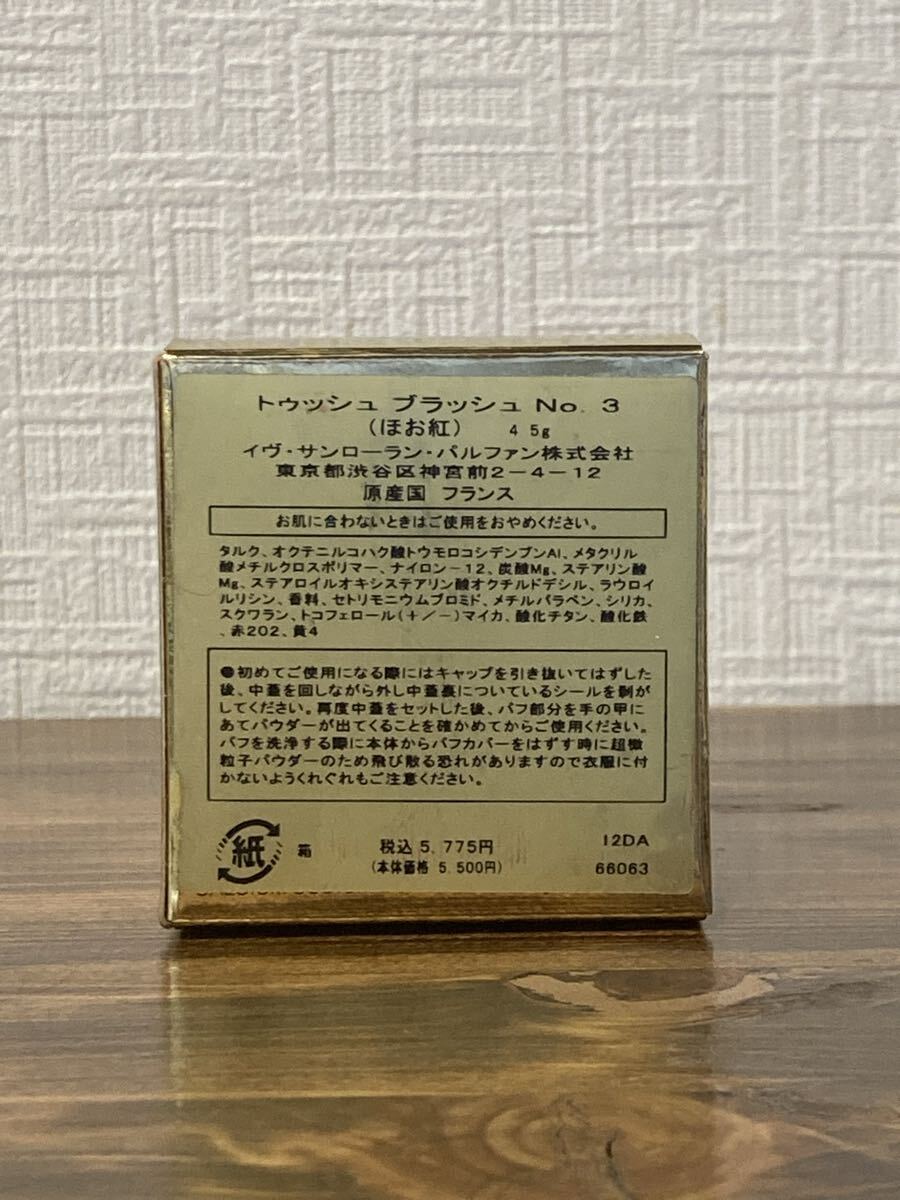 トゥッシュ ブラッシュ No. 3
(ほお紅) 4 5g
イヴ・サンローラン・パルファン株式会社
東京都渋谷区神宮前2-4-12
原産国 フランス
お肌に合わないときはご使用をおやめください。
タルク、オクテニルコハク酸トウモロコシデンプンAl、メタクリル
酸メチルクロスポリマー、ナイロン-12、炭酸Mg、ステアリン酸
Mg、ステアロイルオキシステアリン酸オクチルドデシル、ラウロイ
ルリシン、香料、セトリモニウムブロミド、メチルパラベン、シリカ、
スクワラン、トコフェロール(+/-)マイカ、酸化チタン、酸化鉄
、赤202、黄4
●初めてご使用になる際にはキャップを引き抜いてはずした
後、中蓋を回しながら外し中蓋裏についているシールを剥が
してください。再度中蓋をセットした後、パフ部分を手の甲に
あてパウダーが出てくることを確かめてからご使用ください。
パフを洗浄する際に本体からパフカバーをはずす時に超微
粒子パウダーのため飛び散る恐れがありますので衣服に付
かないようくれぐれもご注意ください。
紙 箱 税込 5,775円 12DA
(本体価格 5,500円) 66063